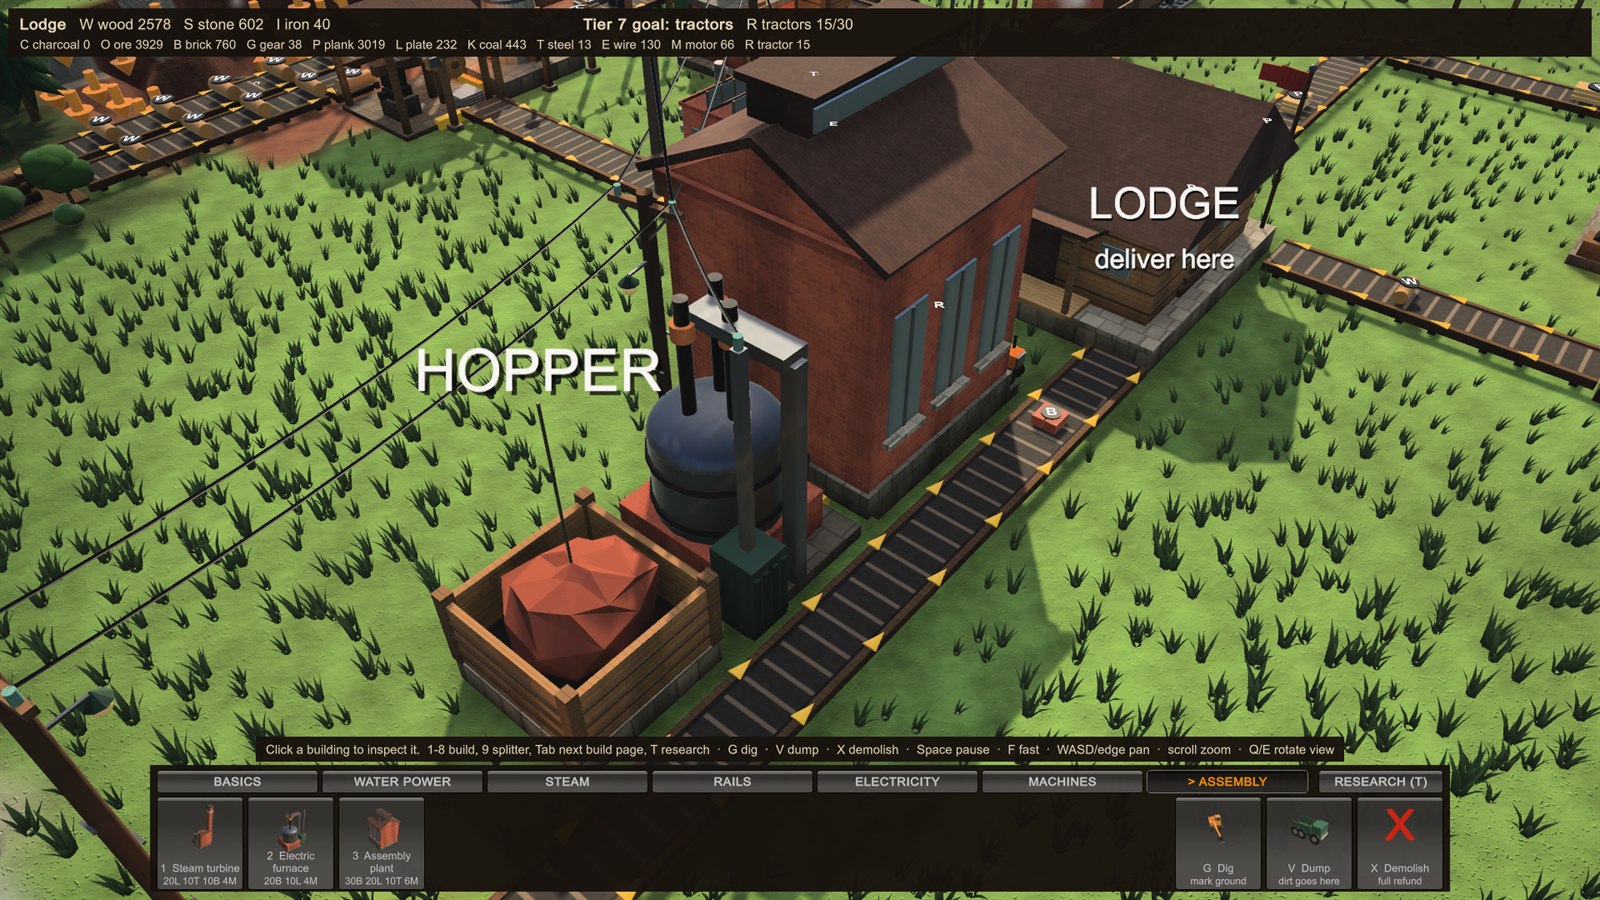 Lodge W wood 2578 S stone 602 I iron 40
Tier 7 goal: tractors R tractors 15/30
C charcoal 0 O ore 3929 B brick 760 G gear 38 P plank 3019 L plate 232 K coal 443 T steel 13 E wire 130 M motor 66 R tractor 15
W W W W W
W W W
T
E
P
LODGE
deliver here
W
R
HOPPER
B
Click a building to inspect it. 1-8 build, 9 splitter, Tab next build page, T research · G dig · V dump · X demolish · Space pause · F fast · WASD/edge pan · scroll zoom · Q/E rotate view
BASICS
WATER POWER
STEAM
RAILS
ELECTRICITY
MACHINES
> ASSEMBLY
RESEARCH (T)
1 Steam turbine
20L 10T 10B 4M
2 Electric
furnace
20B 10L 4M
3 Assembly
plant
30B 20L 10T 6M
G Dig
mark ground
V Dump
dirt goes here
X Demolish
full refund